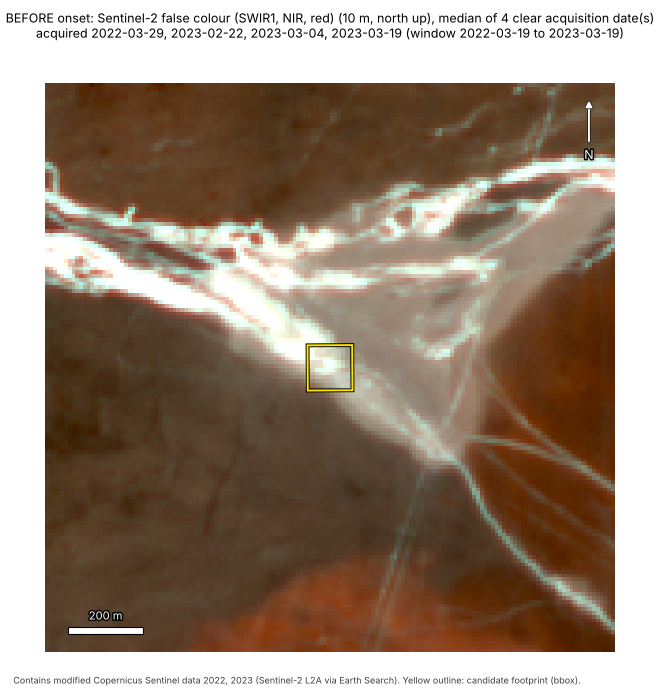 BEFORE onset: Sentinel-2 false colour (SWIR1, NIR, red) (10 m, north up), median of 4 clear acquisition date(s)
acquired 2022-03-29, 2023-02-22, 2023-03-04, 2023-03-19 (window 2022-03-19 to 2023-03-19)
N
200 m
Contains modified Copernicus Sentinel data 2022, 2023 (Sentinel-2 L2A via Earth Search). Yellow outline: candidate footprint (bbox).